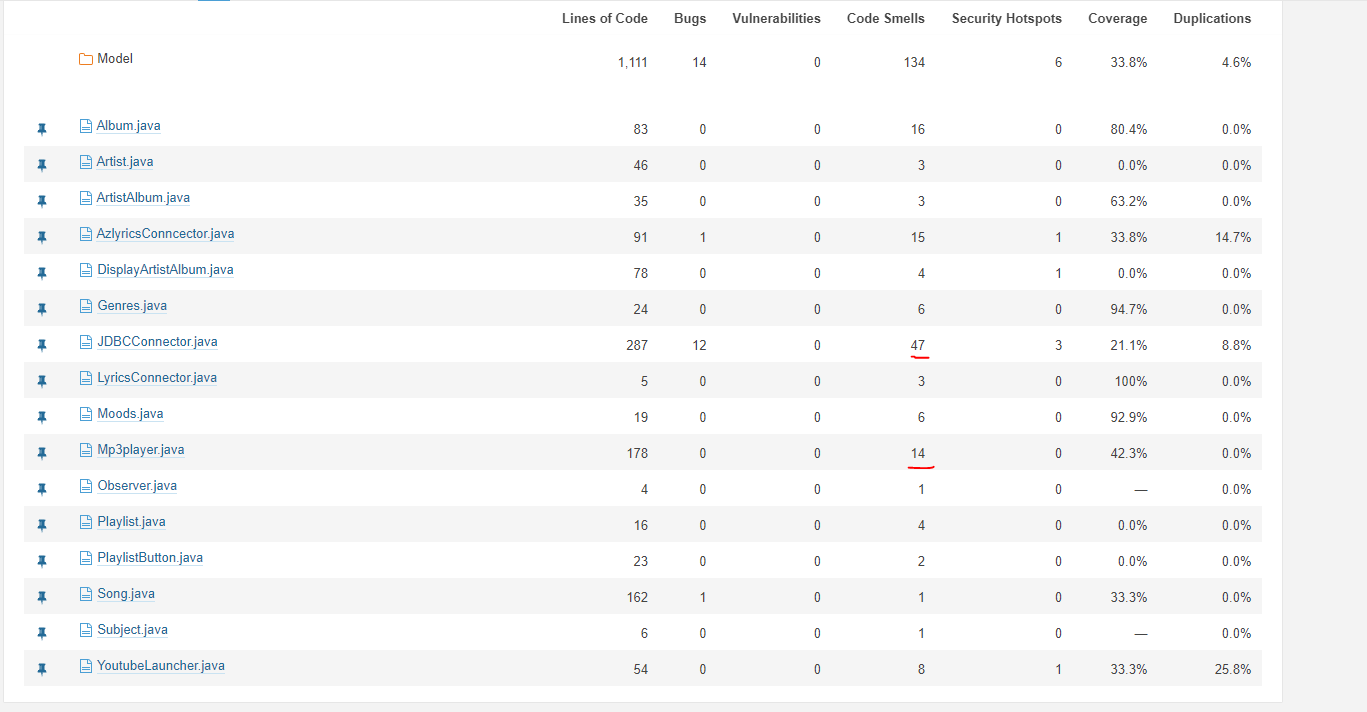 Lines of Code Bugs Vulnerabilities Code Smells Security Hotspots Coverage Duplications
Model 1,111 14 0 134 6 33.8% 4.6%
Album.java 83 0 0 16 0 80.4% 0.0%
Artist.java 46 0 0 3 0 0.0% 0.0%
ArtistAlbum.java 35 0 0 3 0 63.2% 0.0%
AzlyricsConncector.java 91 1 0 15 1 33.8% 14.7%
DisplayArtistAlbum.java 78 0 0 4 1 0.0% 0.0%
Genres.java 24 0 0 6 0 94.7% 0.0%
JDBCConnector.java 287 12 0 47 3 21.1% 8.8%
LyricsConnector.java 5 0 0 3 0 100% 0.0%
Moods.java 19 0 0 6 0 92.9% 0.0%
Mp3player.java 178 0 0 14 0 42.3% 0.0%
Observer.java 4 0 0 1 0 — 0.0%
Playlist.java 16 0 0 4 0 0.0% 0.0%
PlaylistButton.java 23 0 0 2 0 0.0% 0.0%
Song.java 162 1 0 1 0 33.3% 0.0%
Subject.java 6 0 0 1 0 — 0.0%
YoutubeLauncher.java 54 0 0 8 1 33.3% 25.8%